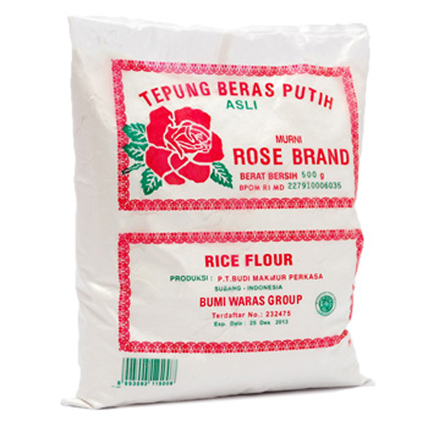 TEPUNG BERAS PUTIH
ASLI
MURNI
ROSE BRAND
BERAT BERSIH 500 g
BPOM RI MD 227910006035
RICE FLOUR
PRODUKSI : P.T.BUDI MAKMUR PERKASA
SUBANG - INDONESIA
BUMI WARAS GROUP
Terdaftar No.: 232475
Exp. Date : 25 Des 2013